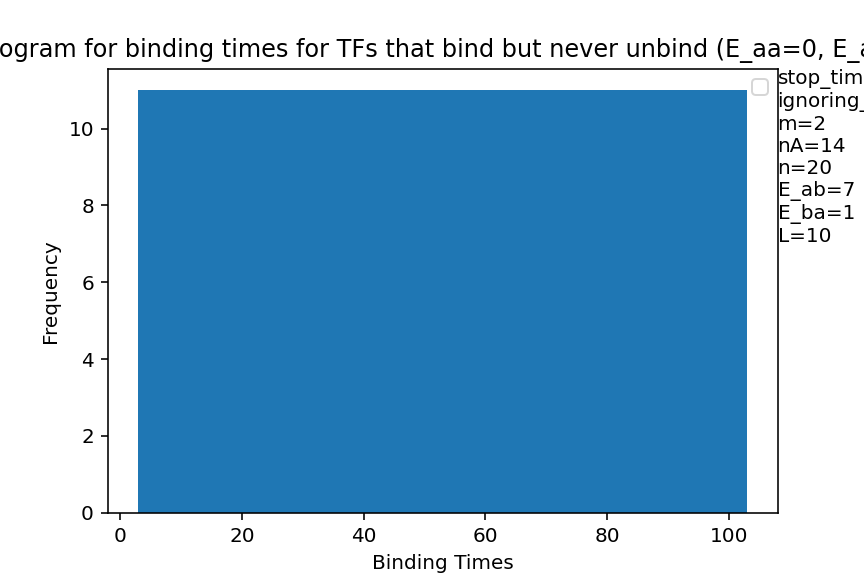 ogram for binding times for TFs that bind but never unbind (E_aa=0, E_a
stop_tim
ignoring_
m=2
nA=14
n=20
E_ab=7
E_ba=1
L=10
10
8
6
4
2
0
Frequency
0 20 40 60 80 100
Binding Times